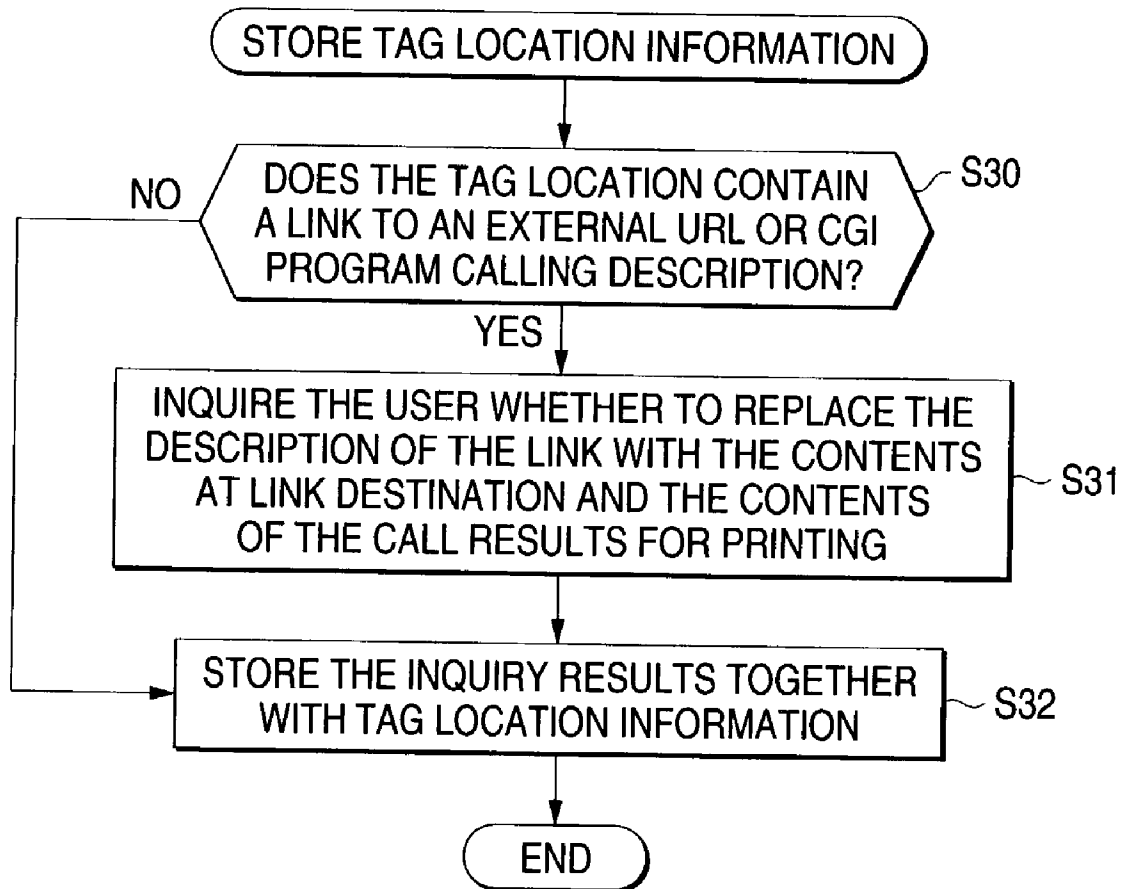 STORE TAG LOCATION INFORMATION
DOES THE TAG LOCATION CONTAIN
A LINK TO AN EXTERNAL URL OR CGI
PROGRAM CALLING DESCRIPTION?
S30
NO
YES
INQUIRE THE USER WHETHER TO REPLACE THE
DESCRIPTION OF THE LINK WITH THE CONTENTS
AT LINK DESTINATION AND THE CONTENTS
OF THE CALL RESULTS FOR PRINTING
S31
STORE THE INQUIRY RESULTS TOGETHER
WITH TAG LOCATION INFORMATION
S32
END